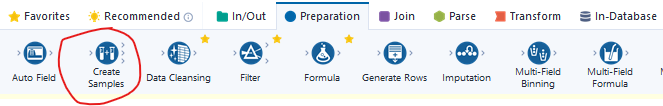 Favorites Recommended In/Out Preparation Join Parse Transform In-Database
Auto Field Create Samples Data Cleansing Filter Formula Generate Rows Imputation Multi-Field Binning Multi-Field Formula